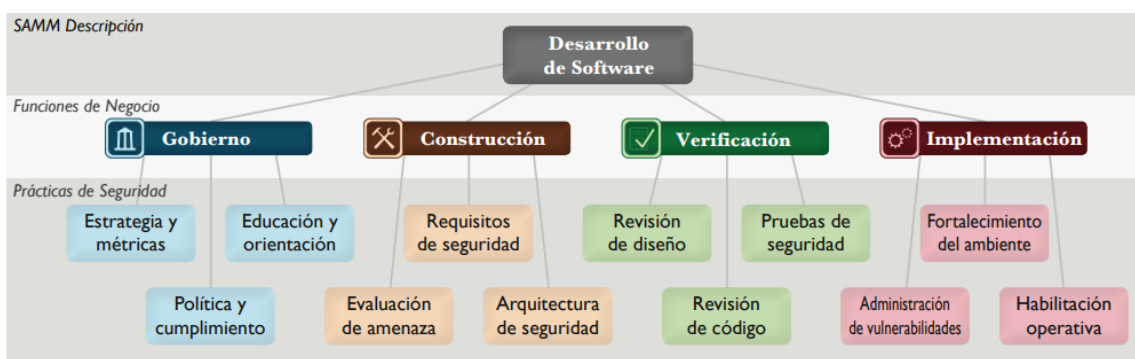 SAMM Descripción
Desarrollo
de Software
Funciones de Negocio
Gobierno
Construcción
Verificación
Implementación
Prácticas de Seguridad
Estrategia y
métricas
Educación y
orientación
Requisitos
de seguridad
Revisión
de diseño
Pruebas de
seguridad
Fortalecimiento
del ambiente
Política y
cumplimiento
Evaluación
de amenaza
Arquitectura
de seguridad
Revisión
de código
Administración
de vulnerabilidades
Habilitación
operativa